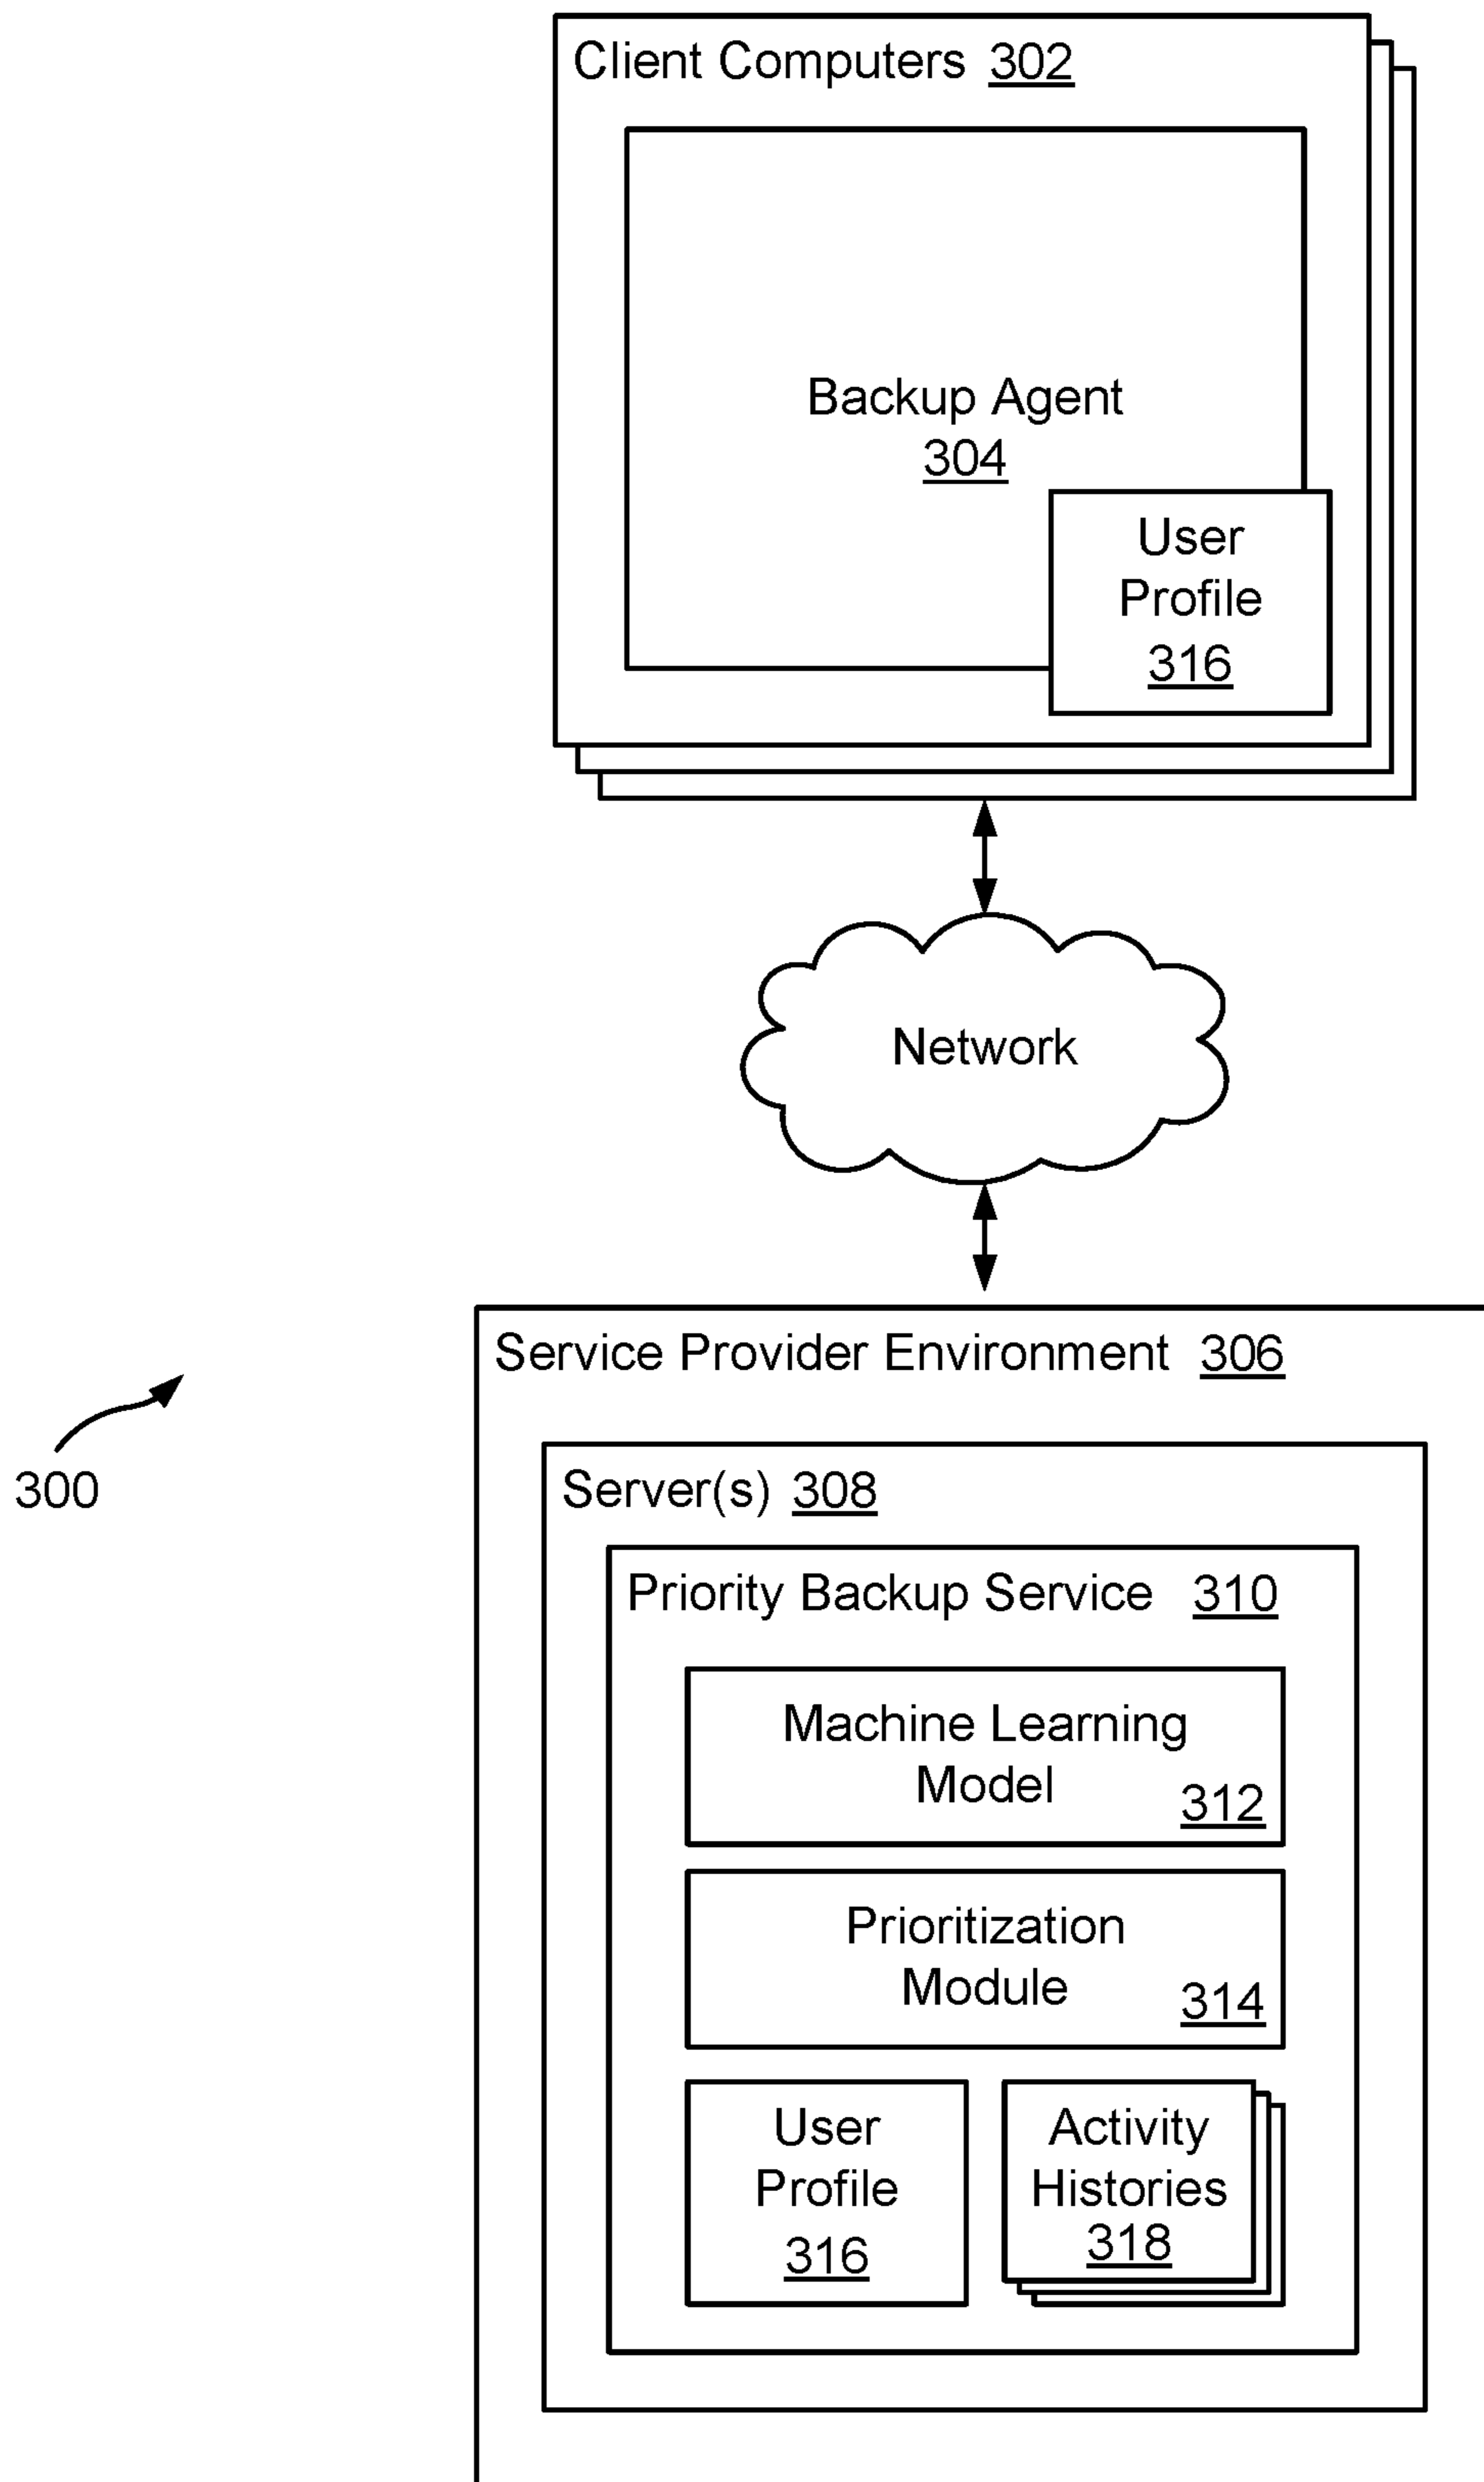 Client Computers 302
Backup Agent
304
User
Profile
316
Network
Service Provider Environment 306
300
Server(s) 308
Priority Backup Service 310
Machine Learning
Model 312
Prioritization
Module 314
User
Profile
316
Activity
Histories
318